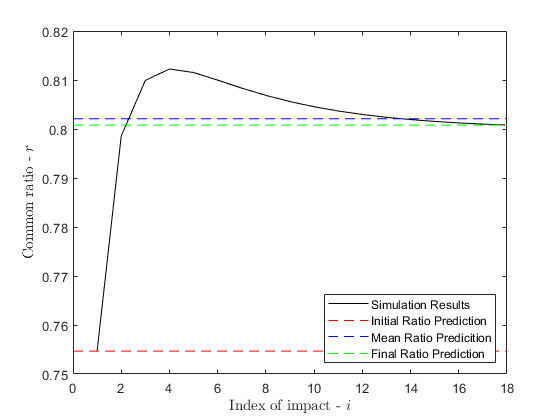 0.82
0.81
0.8
0.79
0.78
0.77
0.76
0.75
Common ratio - r
0 2 4 6 8 10 12 14 16 18
Index of impact - i
Simulation Results
Initial Ratio Prediction
Mean Ratio Predicition
Final Ratio Prediction